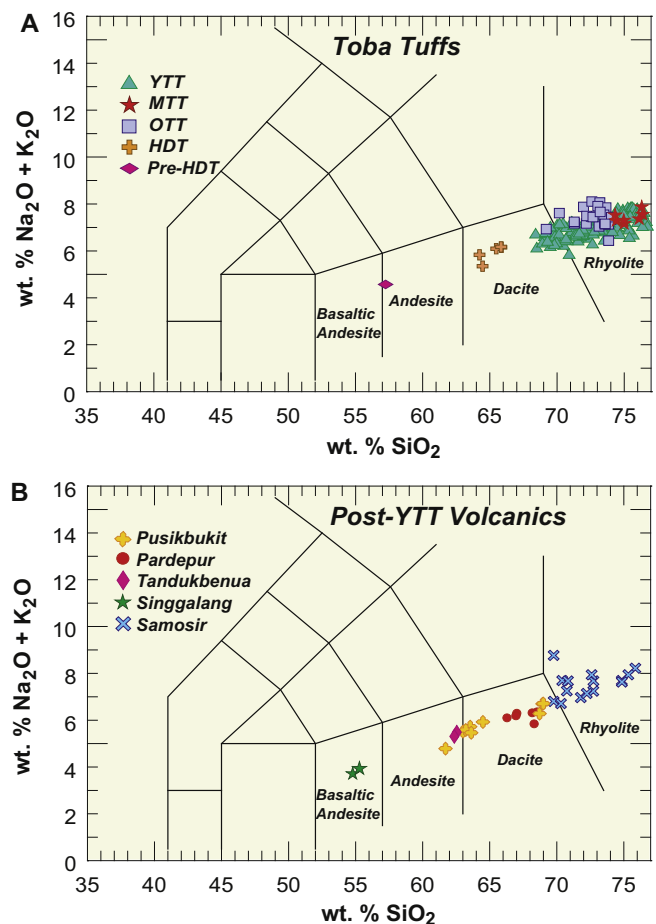 A
Toba Tuffs
YTT
MTT
OTT
HDT
Pre-HDT
16
14
12
10
8
6
4
2
0
wt. % Na₂O + K₂O
Basaltic
Andesite
Andesite
Dacite
Rhyolite
35 40 45 50 55 60 65 70 75
wt. % SiO₂
B
Post-YTT Volcanics
Pusikbukit
Pardepur
Tandukbenua
Singgalang
Samosir
16
14
12
10
8
6
4
2
0
wt. % Na₂O + K₂O
Basaltic
Andesite
Andesite
Dacite
Rhyolite
35 40 45 50 55 60 65 70 75
wt. % SiO₂